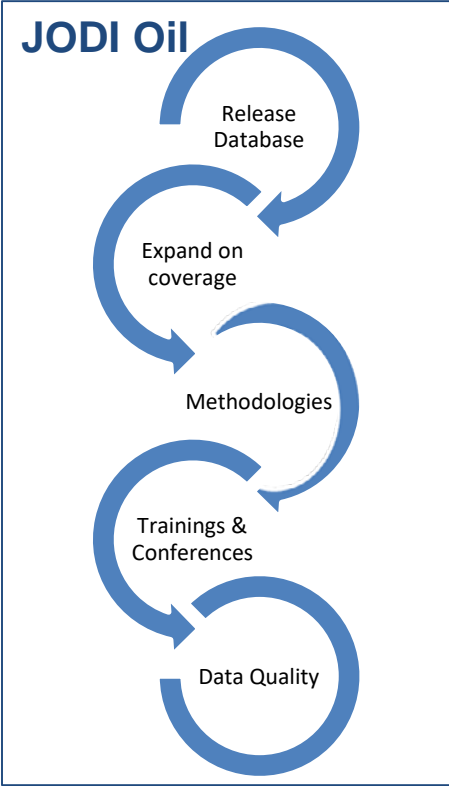 JODI Oil
Release
Database
Expand on
coverage
Methodologies
Trainings &
Conferences
Data Quality